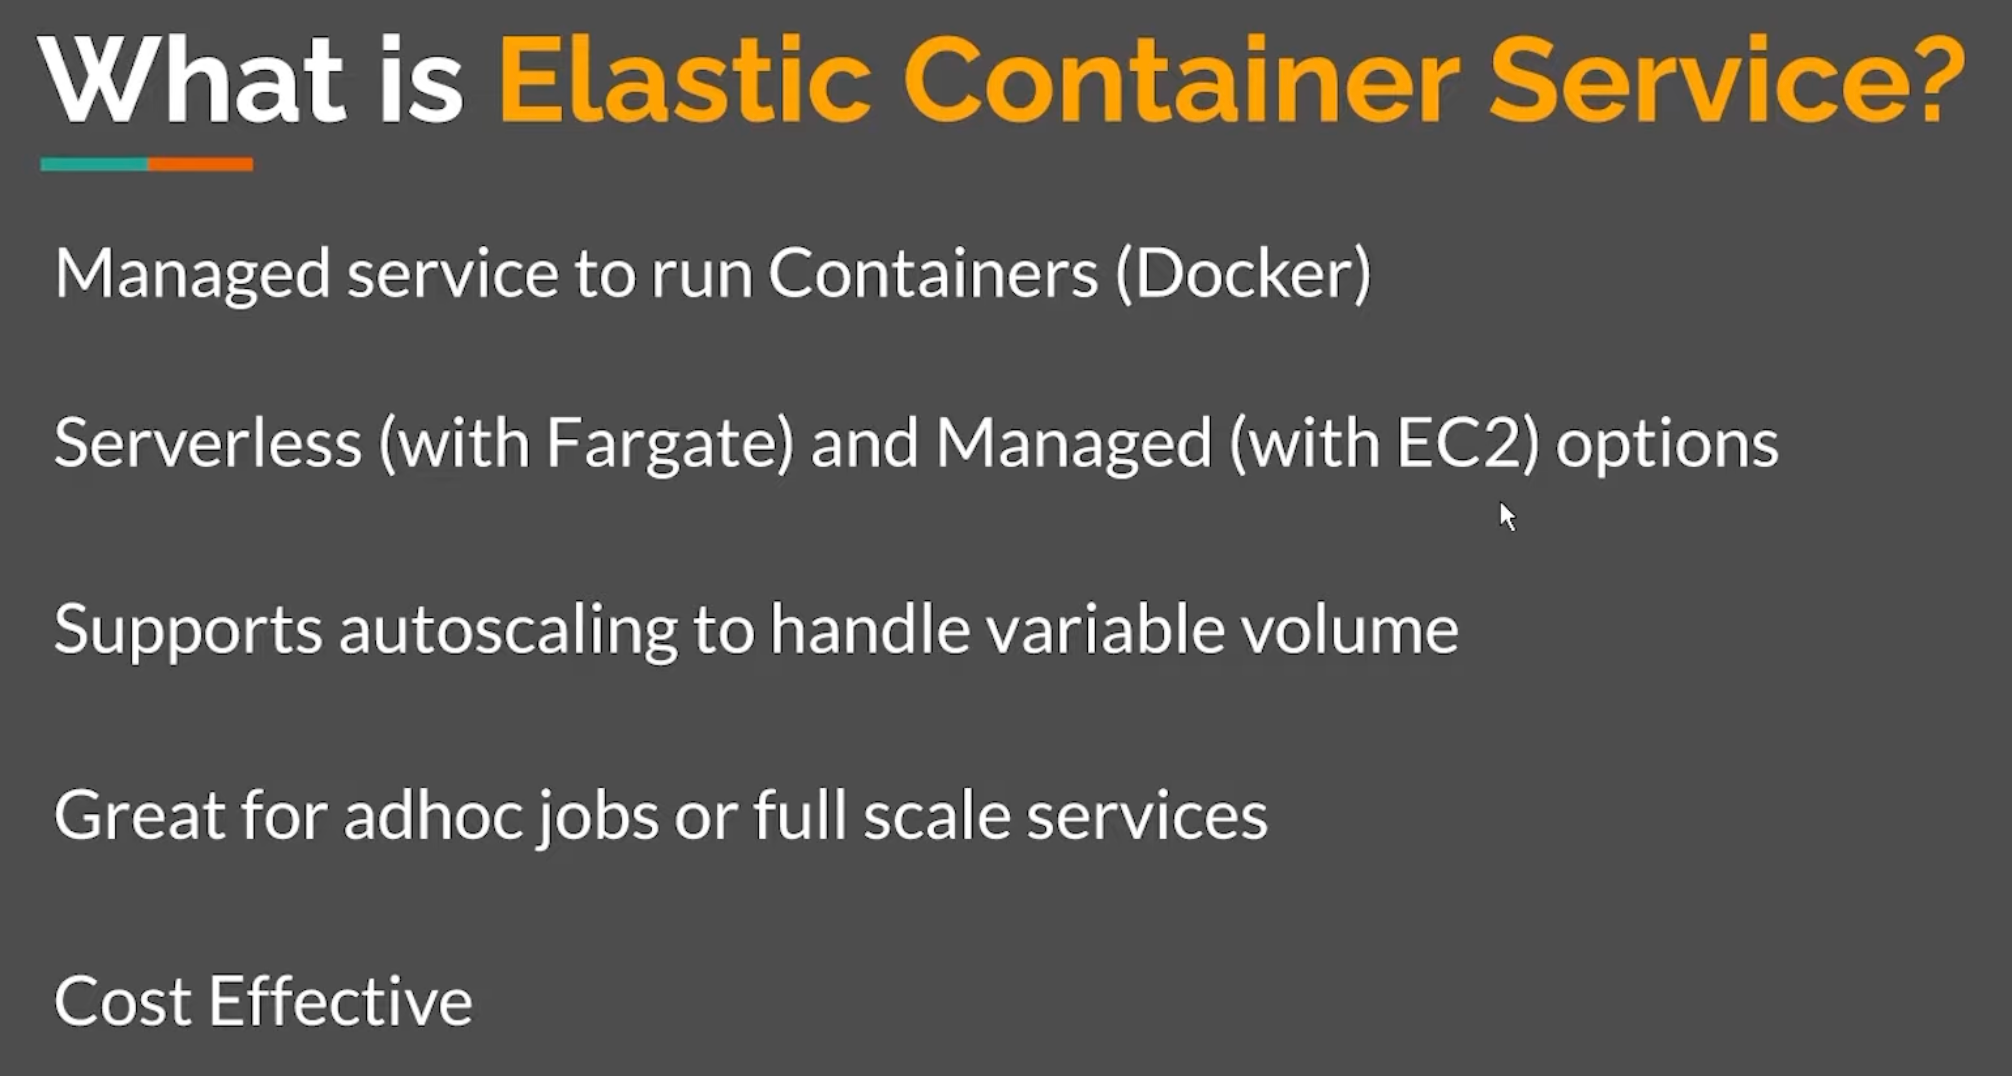 What is Elastic Container Service?
Managed service to run Containers (Docker)
Serverless (with Fargate) and Managed (with EC2) options
Supports autoscaling to handle variable volume
Great for adhoc jobs or full scale services
Cost Effective